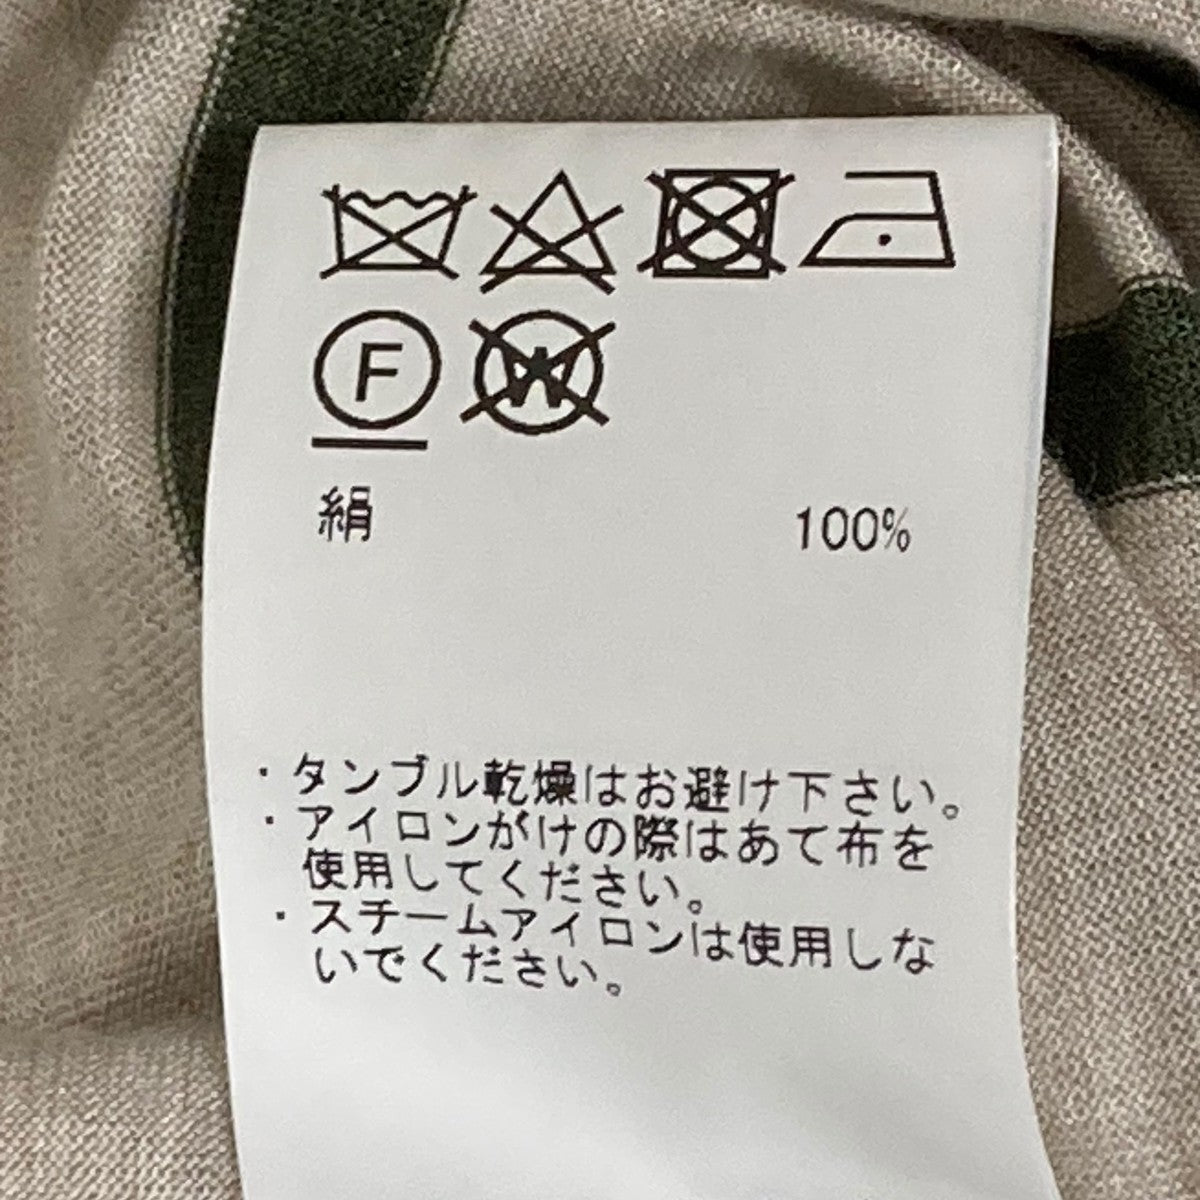 F W
絹 100%
・タンブル乾燥はお避け下さい。
・アイロンがけの際はあて布を
使用してください。
・スチームアイロンは使用しな
いでください。